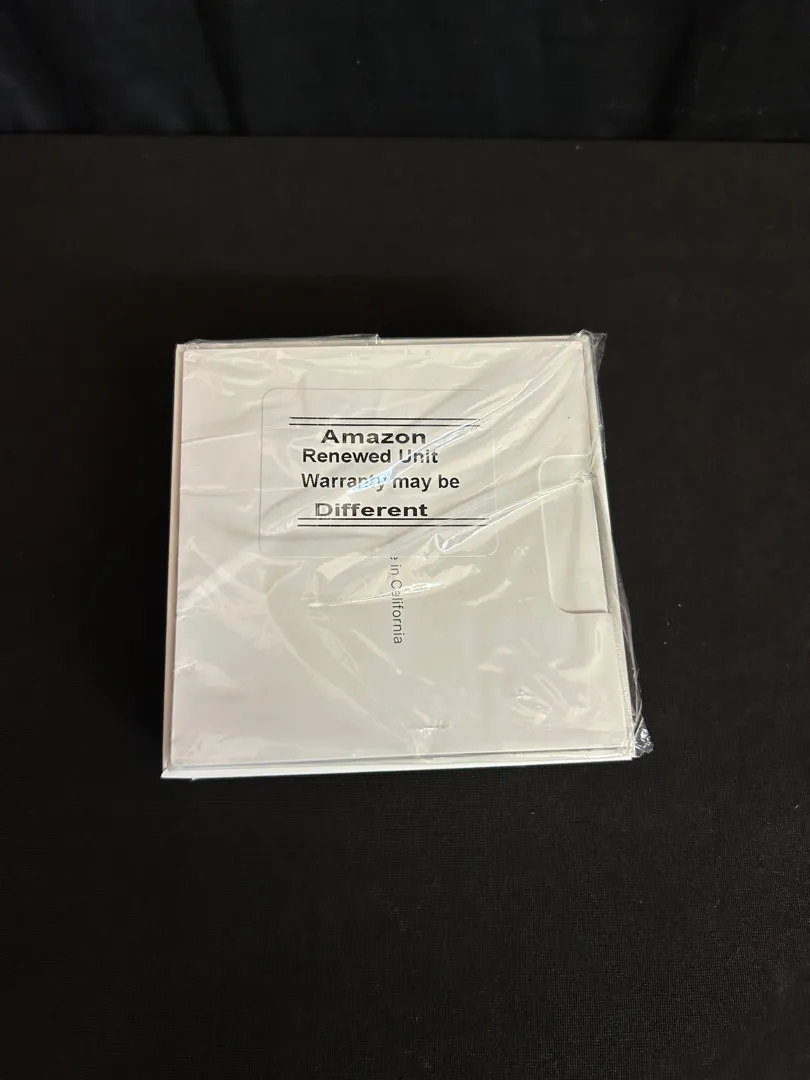 Amazon
Renewed Unit
Warranty may be
Different
in California